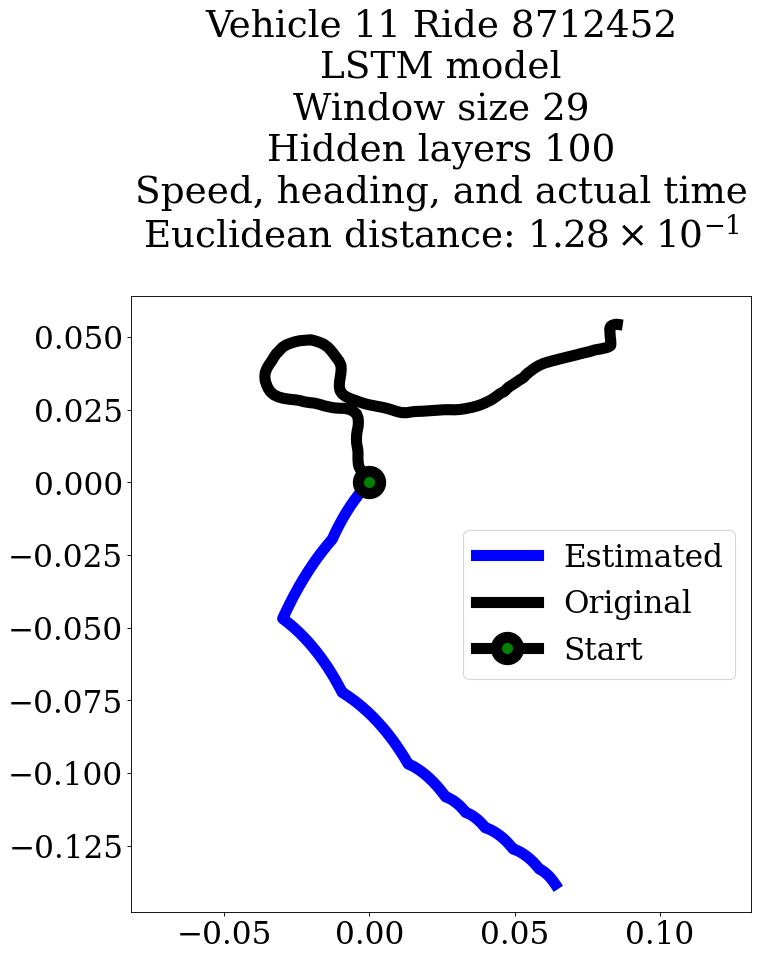 Vehicle 11 Ride 8712452
LSTM model
Window size 29
Hidden layers 100
Speed, heading, and actual time
Euclidean distance: 1.28 × 10⁻¹
0.050
0.025
0.000
−0.025
−0.050
−0.075
−0.100
−0.125
Estimated
Original
Start
−0.05 0.00 0.05 0.10